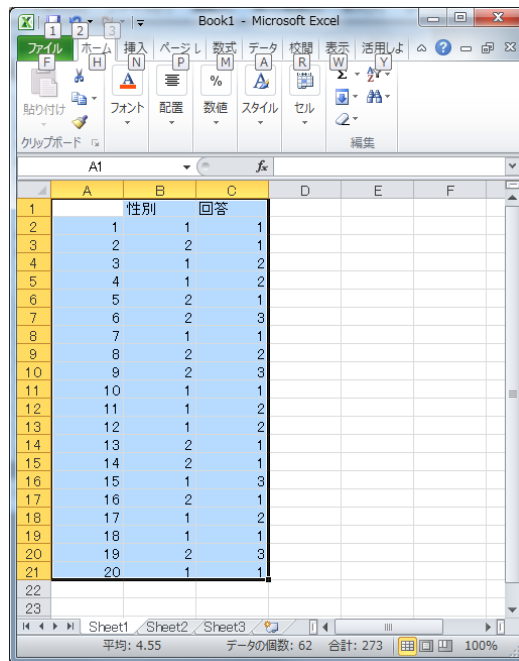 Book1 - Microsoft Excel
1 2 3
ファイル ホーム 挿入 ページレ 数式 データ 校閲 表示 活用しよ
F H N P M A R W Y
貼り付け フォント 配置 数値 スタイル セル
クリップボード 編集
A1 fx
A B C D E F
1 性別 回答
2 1 1 1
3 2 2 1
4 3 1 2
5 4 1 2
6 5 2 1
7 6 2 3
8 7 1 1
9 8 2 2
10 9 2 3
11 10 1 1
12 11 1 2
13 12 1 2
14 13 2 1
15 14 2 1
16 15 1 3
17 16 2 1
18 17 1 2
19 18 1 1
20 19 2 3
21 20 1 1
22
23
Sheet1 Sheet2 Sheet3
平均: 4.55 データの個数: 62 合計: 273 100%